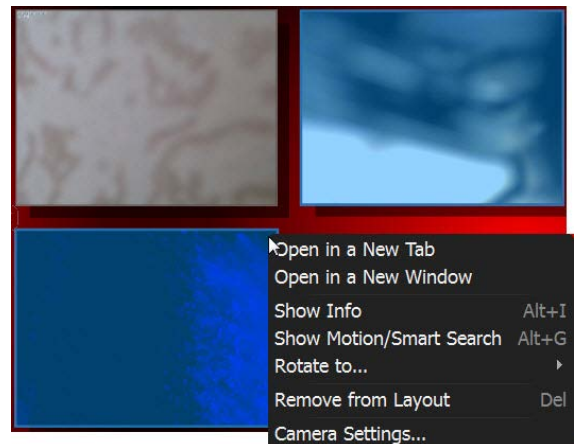 Open in a New Tab
Open in a New Window
Show Info Alt+I
Show Motion/Smart Search Alt+G
Rotate to...
Remove from Layout Del
Camera Settings...